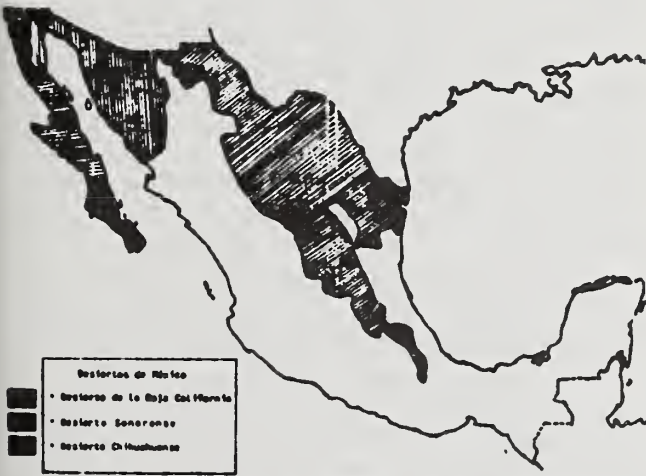 Desiertos de México
• Desierto de la Baja California
• Desierto Sonorense
• Desierto Chihuahuense